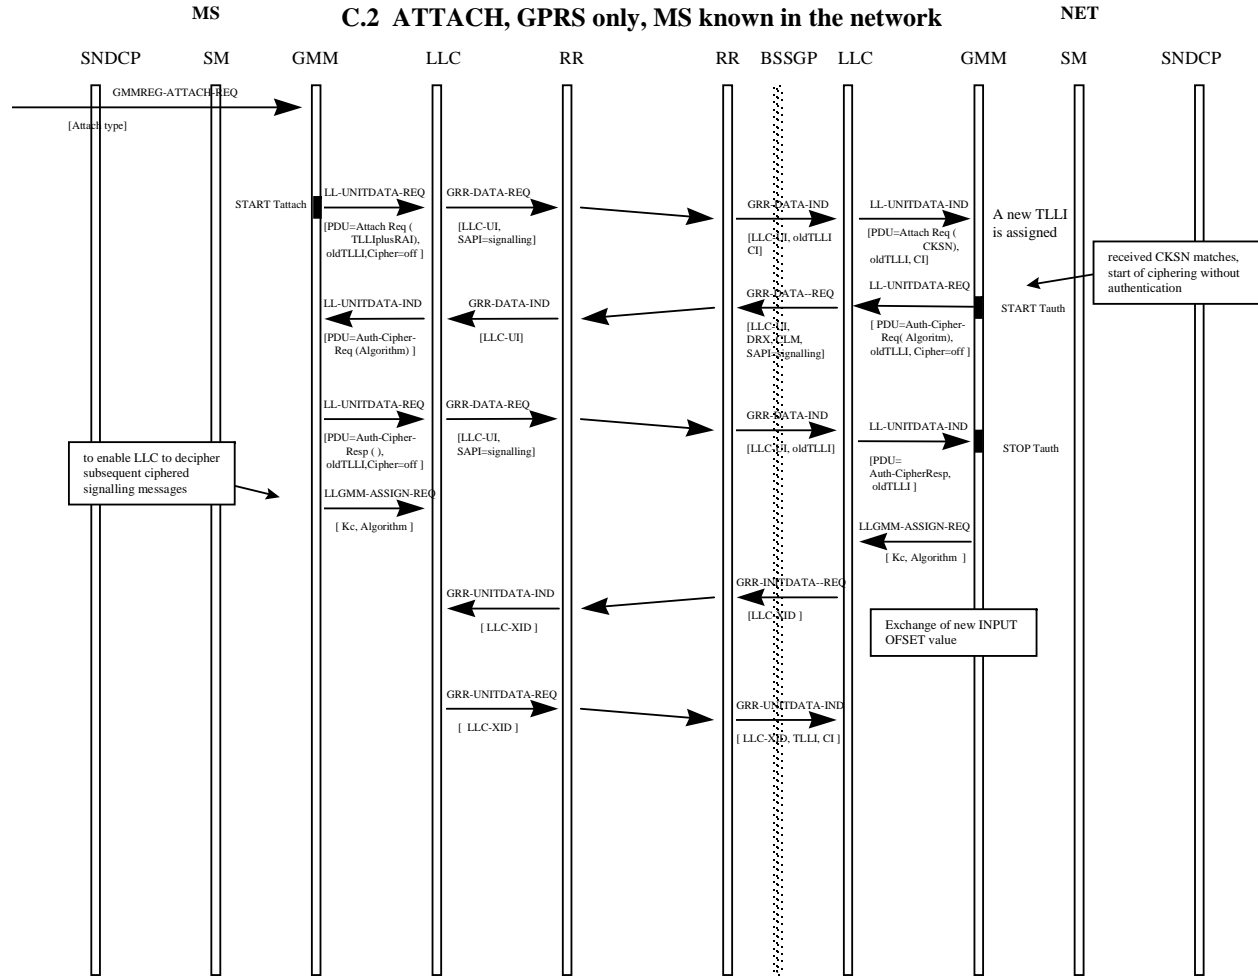 MS
C.2 ATTACH, GPRS only, MS known in the network
NET
SNDCP
SM
GMM
LLC
RR
RR
BSSGP
LLC
GMM
SM
SNDCP
GMMREG-ATTACH-REQ
[Attach type]
START Tattach
LL-UNITDATA-REQ
[PDU=Attach Req (
TLLIplusRAI),
oldTLLI,Cipher=off ]
GRR-DATA-REQ
[LLC-UI,
SAPI=signalling]
GRR-DATA-IND
[LLC-UI, oldTLLI
CI]
LL-UNITDATA-IND
[PDU=Attach Req (
CKSN),
oldTLLI, CI]
A new TLLI
is assigned
received CKSN matches,
start of ciphering without
authentication
LL-UNITDATA-REQ
START Tauth
[ PDU=Auth-Cipher-
Req( Algoritm),
oldTLLI, Cipher=off ]
GRR-DATA--REQ
[LLC-UI,
DRX, CLM,
SAPI=signalling]
GRR-DATA-IND
[LLC-UI]
LL-UNITDATA-IND
[PDU=Auth-Cipher-
Req (Algorithm) ]
LL-UNITDATA-REQ
[PDU=Auth-Cipher-
Resp ( ),
oldTLLI,Cipher=off ]
GRR-DATA-REQ
[LLC-UI,
SAPI=signalling]
GRR-DATA-IND
[LLC-UI, oldTLLI]
LL-UNITDATA-IND
[PDU=
Auth-CipherResp,
oldTLLI ]
STOP Tauth
to enable LLC to decipher
subsequent ciphered
signalling messages
LLGMM-ASSIGN-REQ
[ Kc, Algorithm ]
LLGMM-ASSIGN-REQ
[ Kc, Algorithm ]
GRR-INITDATA--REQ
[LLC-XID ]
GRR-UNITDATA-IND
[ LLC-XID ]
Exchange of new INPUT
OFSET value
GRR-UNITDATA-REQ
[ LLC-XID ]
GRR-UNITDATA-IND
[ LLC-XID, TLLI, CI ]